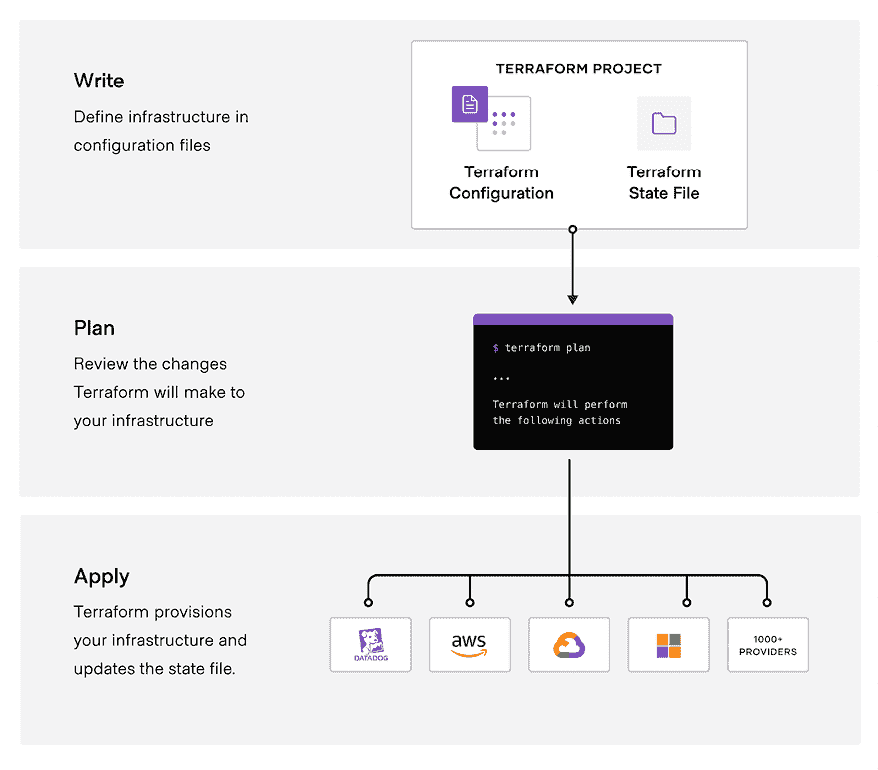 Write
Define infrastructure in
configuration files
TERRAFORM PROJECT
Terraform
Configuration
Terraform
State File
Plan
Review the changes
Terraform will make to
your infrastructure
$ terraform plan
...
Terraform will perform
the following actions
Apply
Terraform provisions
your infrastructure and
updates the state file.
DATADOG
aws
1000+
PROVIDERS